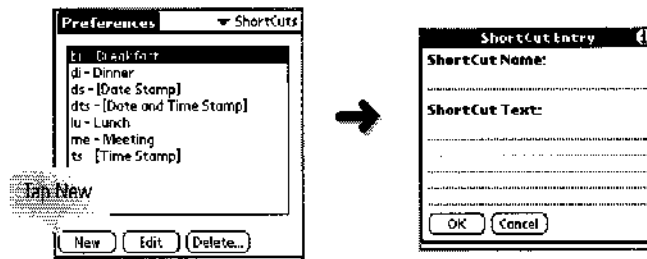 Preferences ShortCuts
br - Breakfast
di - Dinner
ds - [Date Stamp]
dts - [Date and Time Stamp]
lu - Lunch
me - Meeting
ts - [Time Stamp]
Tap New
New Edit Delete...
ShortCut Entry
ShortCut Name:
ShortCut Text:
OK Cancel